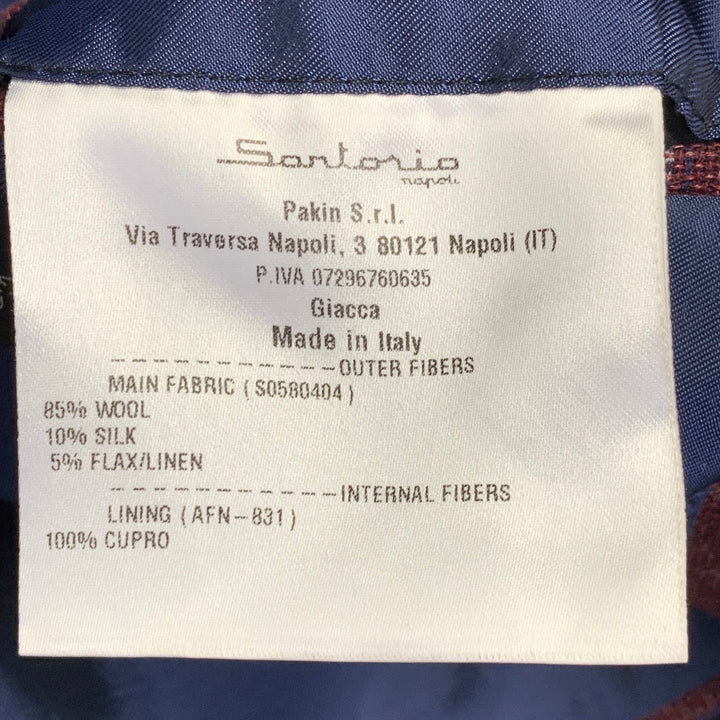 Sartorio
napoli
Pakin S.r.l.
Via Traversa Napoli, 3 80121 Napoli (IT)
P.IVA 07296760635
Giacca
Made in Italy
-----------OUTER FIBERS
MAIN FABRIC (S0580404)
85% WOOL
10% SILK
5% FLAX/LINEN
-----------INTERNAL FIBERS
LINING (AFN-831)
100% CUPRO